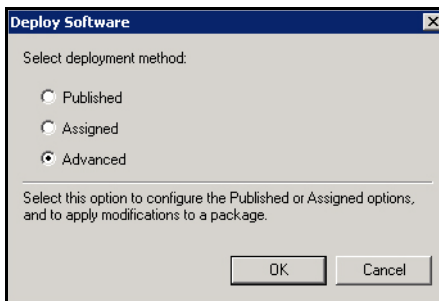 Deploy Software
Select deployment method:
Published
Assigned
Advanced
Select this option to configure the Published or Assigned options,
and to apply modifications to a package.
OK
Cancel